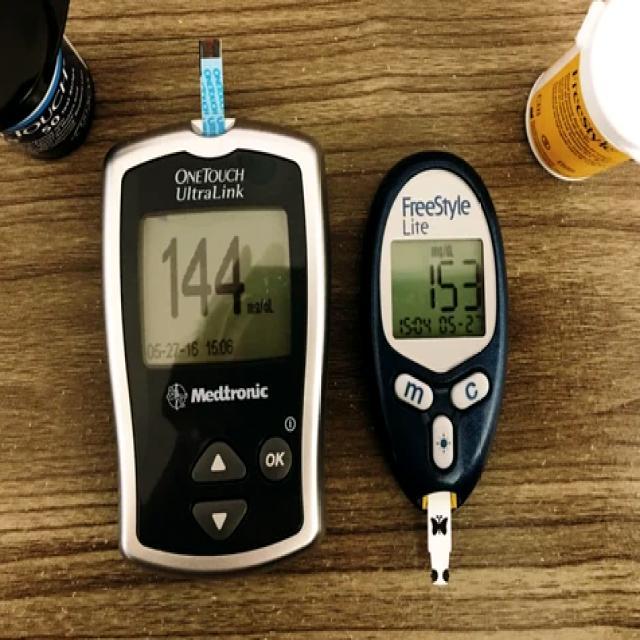 ONETOUCH
UltraLink
144 mg/dL
05-27-16 15:06
Medtronic
OK
FreeStyle
Lite
mg/dL
153
15:04 05-27
m
c
FreeStyle